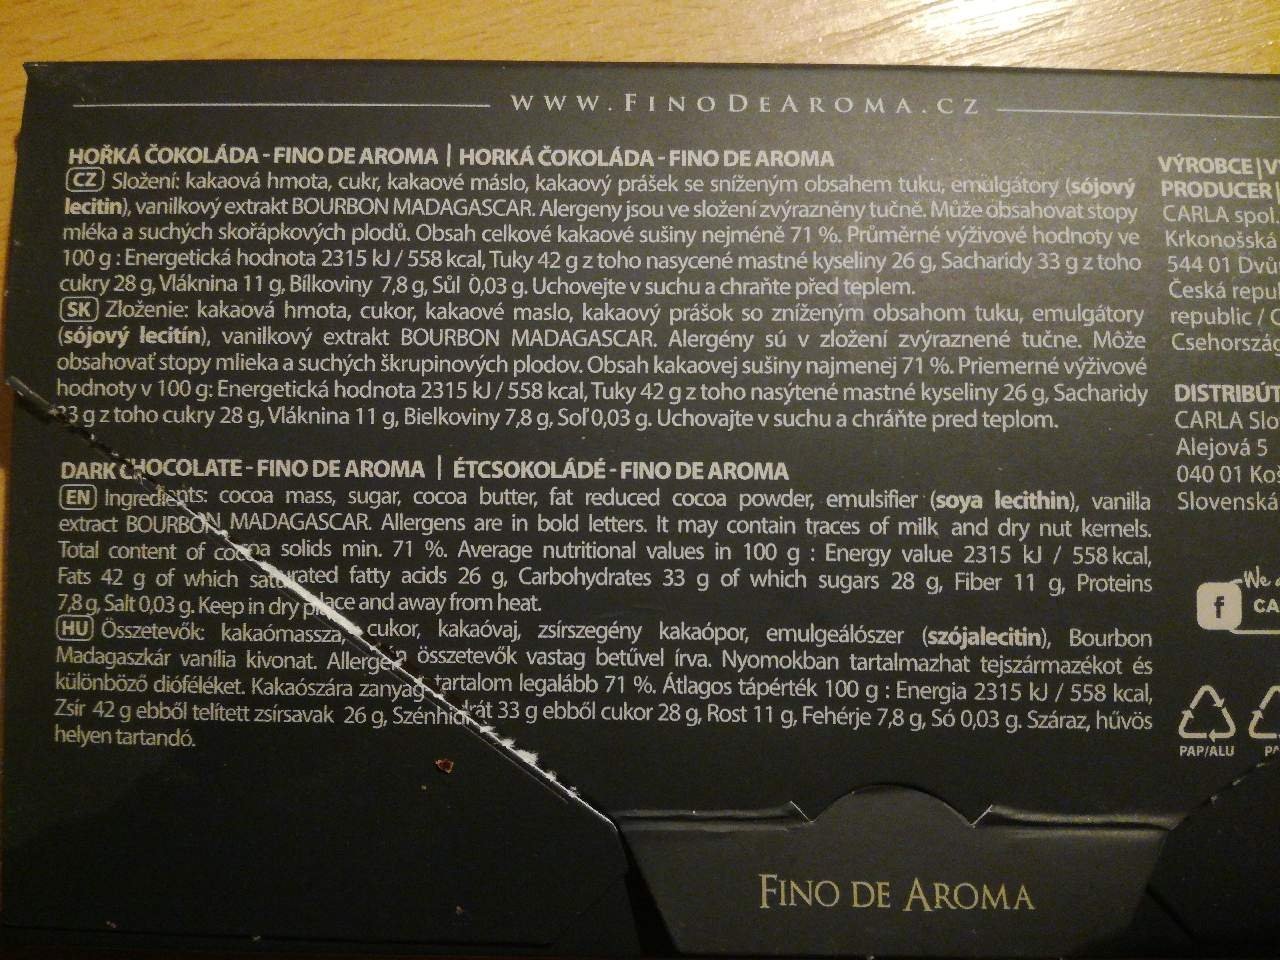 WWW.FINODEAROMA.CZ
HOŘKÁ ČOKOLÁDA - FINO DE AROMA | HORKÁ ČOKOLÁDA - FINO DE AROMA
CZ Složení: kakaová hmota, cukr, kakaové máslo, kakaový prášek se sníženým obsahem tuku, emulgátory (sójový
lecitin), vanilkový extrakt BOURBON MADAGASCAR. Alergeny jsou ve složení zvýrazněny tučně. Může obsahovat stopy
mléka a suchých skořápkových plodů. Obsah celkové kakaové sušiny nejméně 71 %. Průměrné výživové hodnoty ve
100 g : Energetická hodnota 2315 kJ / 558 kcal, Tuky 42 g z toho nasycené mastné kyseliny 26 g, Sacharidy 33 g z toho
cukry 28 g, Vláknina 11 g, Bílkoviny 7,8 g, Sůl 0,03 g. Uchovejte v suchu a chraňte před teplem.
SK Zloženie: kakaová hmota, cukor, kakaové maslo, kakaový prášok so zníženým obsahom tuku, emulgátory
(sójový lecitín), vanilkový extrakt BOURBON MADAGASCAR. Alergény sú v zložení zvýraznené tučne. Môže
obsahovať stopy mlieka a suchých škrupinových plodov. Obsah kakaovej sušiny najmenej 71 %. Priemerné výživové
hodnoty v 100 g: Energetická hodnota 2315 kJ / 558 kcal, Tuky 42 g z toho nasýtené mastné kyseliny 26 g, Sacharidy
33 g z toho cukry 28 g, Vláknina 11 g, Bielkoviny 7,8 g, Soľ 0,03 g. Uchovajte v suchu a chráňte pred teplom.
DARK CHOCOLATE - FINO DE AROMA | ÉTCSOKOLÁDÉ - FINO DE AROMA
EN Ingredients: cocoa mass, sugar, cocoa butter, fat reduced cocoa powder, emulsifier (soya lecithin), vanilla
extract BOURBON MADAGASCAR. Allergens are in bold letters. It may contain traces of milk and dry nut kernels.
Total content of cocoa solids min. 71 %. Average nutritional values in 100 g : Energy value 2315 kJ / 558 kcal,
Fats 42 g of which saturated fatty acids 26 g, Carbohydrates 33 g of which sugars 28 g, Fiber 11 g, Proteins
7,8 g, Salt 0,03 g. Keep in dry place and away from heat.
HU Összetevők: kakaómassza, cukor, kakaóvaj, zsírszegény kakaópor, emulgeálószer (szójalecitin), Bourbon
Madagaszkár vanília kivonat. Allergén összetevők vastag betűvel írva. Nyomokban tartalmazhat tejszármazékot és
különböző dióféléket. Kakaószára zanyag tartalom legalább 71 %. Átlagos tápérték 100 g : Energia 2315 kJ / 558 kcal,
Zsír 42 g ebből telített zsírsavak 26 g, Szénhidrát 33 g ebből cukor 28 g, Rost 11 g, Fehérje 7,8 g, Só 0,03 g. Száraz, hűvös
helyen tartandó.
VÝROBCE | V
PRODUCER |
CARLA spol
Krkonošská
544 01 Dvů
Česká repu
republic / C
Csehország
DISTRIBÚT
CARLA Slo
Alejová 5
040 01 Koš
Slovenská
We
f CA
PAP/ALU
FINO DE AROMA